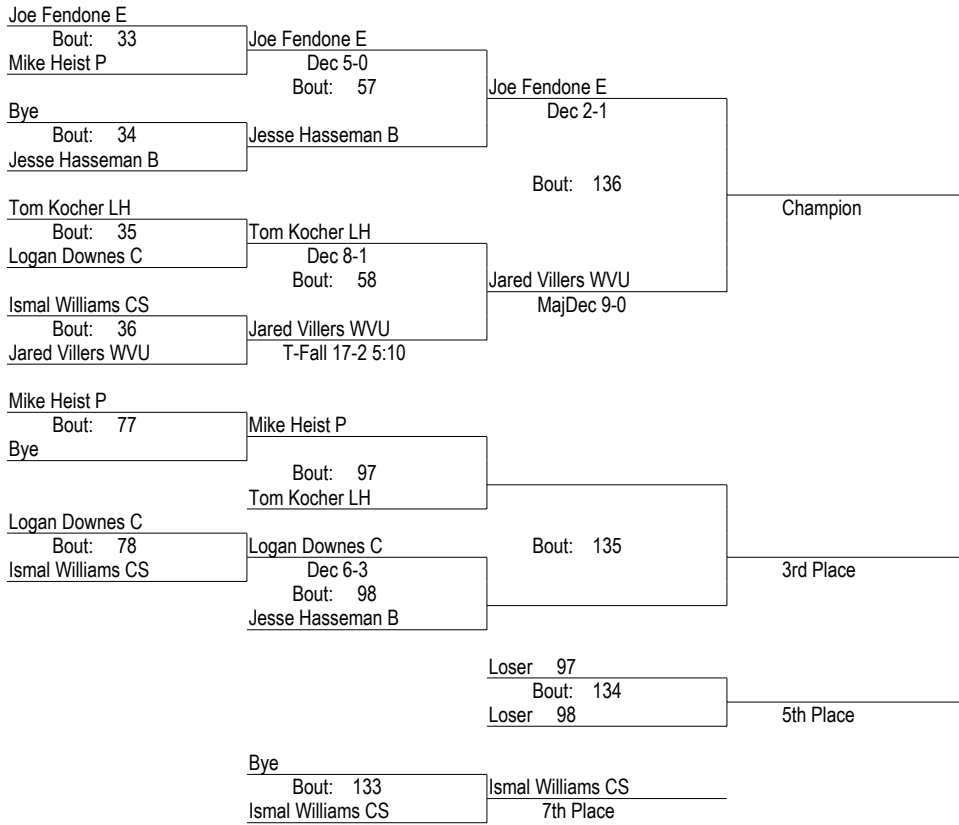 Joe Fendone E
Bout: 33
Joe Fendone E
Mike Heist P
Dec 5-0
Bout: 57
Joe Fendone E
Bye
Dec 2-1
Bout: 34
Jesse Hasseman B
Jesse Hasseman B
Bout: 136
Tom Kocher LH
Champion
Bout: 35
Tom Kocher LH
Logan Downes C
Dec 8-1
Bout: 58
Jared Villers WVU
Ismal Williams CS
MajDec 9-0
Bout: 36
Jared Villers WVU
Jared Villers WVU
T-Fall 17-2 5:10
Mike Heist P
Bout: 77
Mike Heist P
Bye
Bout: 97
Tom Kocher LH
Logan Downes C
Bout: 78
Logan Downes C
Bout: 135
Ismal Williams CS
Dec 6-3
3rd Place
Bout: 98
Jesse Hasseman B
Loser 97
Bout: 134
Loser 98
5th Place
Bye
Bout: 133
Ismal Williams CS
Ismal Williams CS
7th Place